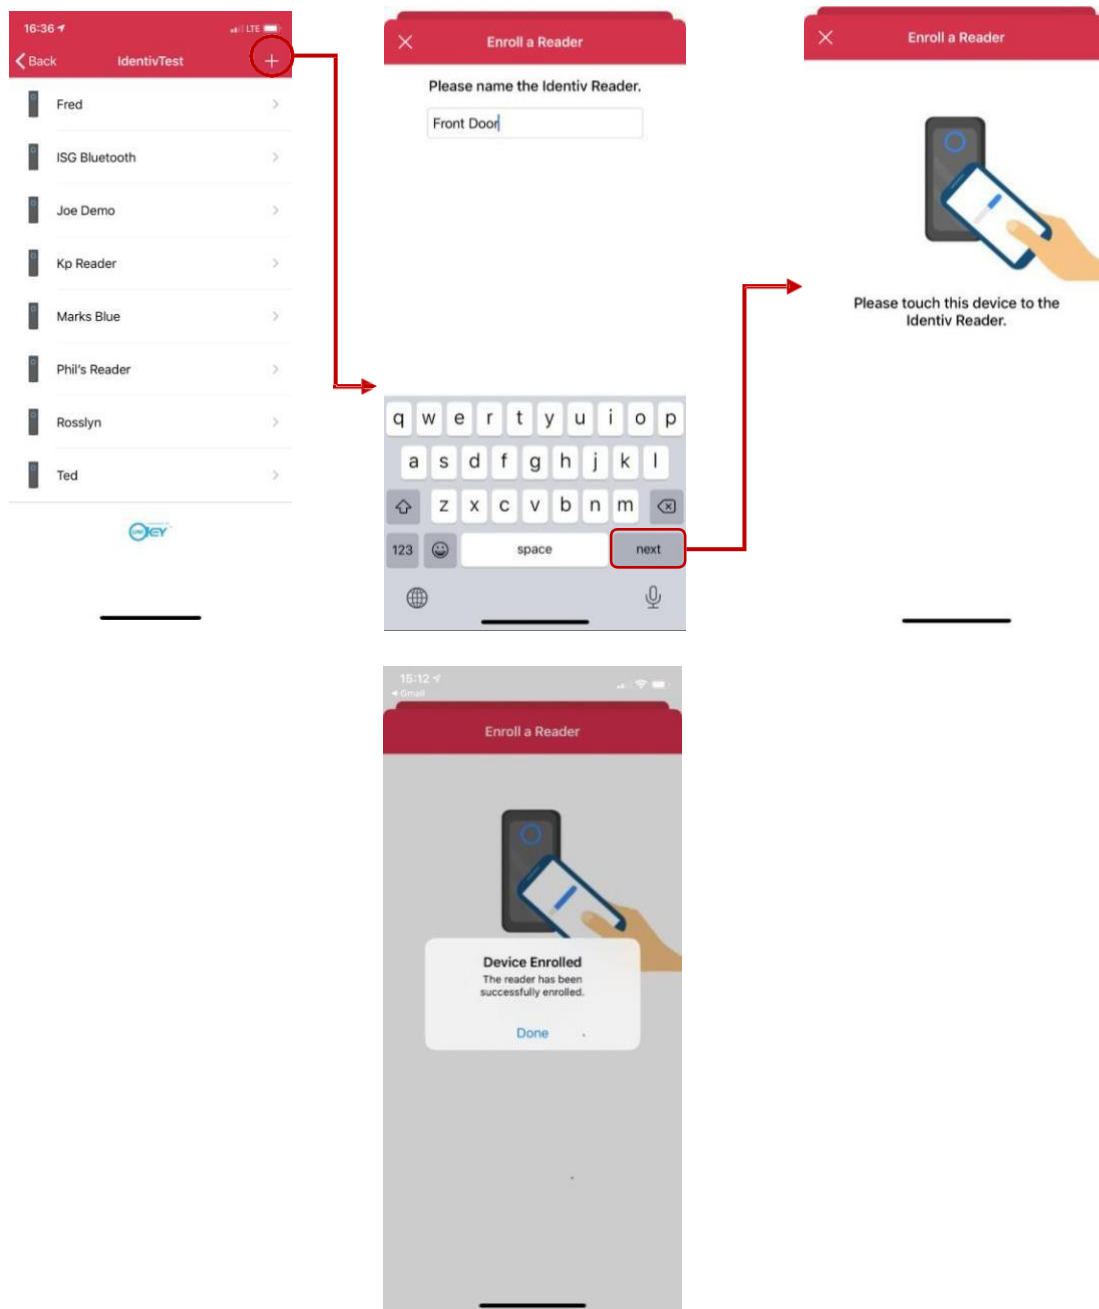 16:36
LTE
Back
IdentivTest
+
Fred
ISG Bluetooth
Joe Demo
Kp Reader
Marks Blue
Phil's Reader
Rosslyn
Ted
Enroll a Reader
Please name the Identiv Reader.
Front Door
q w e r t y u i o p
a s d f g h j k l
z x c v b n m
123
space
next
Enroll a Reader
Please touch this device to the
Identiv Reader.
15:12
Gmail
Enroll a Reader
Device Enrolled
The reader has been
successfully enrolled.
Done